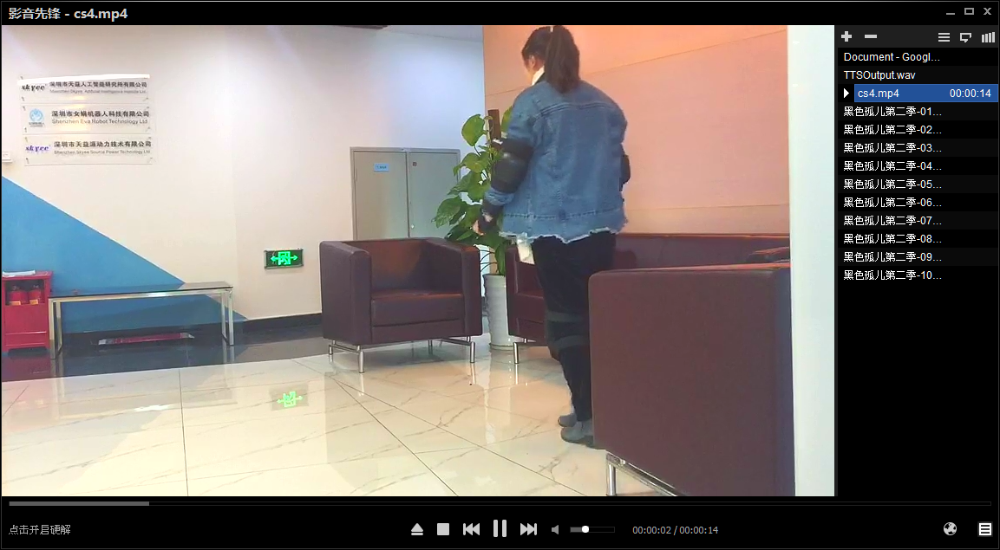 影音先锋 - cs4.mp4
Document - Googl...
TTSOutput.wav
cs4.mp4 00:00:14
黑色孤儿第二季-01...
黑色孤儿第二季-02...
黑色孤儿第二季-03...
黑色孤儿第二季-04...
黑色孤儿第二季-05...
黑色孤儿第二季-06...
黑色孤儿第二季-07...
黑色孤儿第二季-08...
黑色孤儿第二季-09...
黑色孤儿第二季-10...
skyee 深圳市天益人工智能研究所有限公司
Shenzhen Skyee Artificial Intelligence Institute Ltd
深圳市女娲机器人科技有限公司
Shenzhen Eva Robot Technology Ltd
skyee 深圳市天益源动力技术有限公司
Shenzhen Skyee Source Power Technology Ltd
点击开启硬解
00:00:02 / 00:00:14